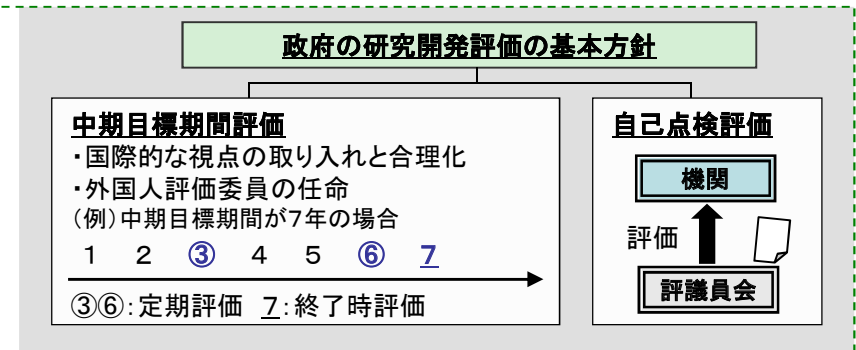 政府の研究開発評価の基本方針
中期目標期間評価
・国際的な視点の取り入れと合理化
・外国人評価委員の任命
（例）中期目標期間が7年の場合
1 2 ③ 4 5 ⑥ 7
③⑥：定期評価 7：終了時評価
自己点検評価
機関
評価
評議員会